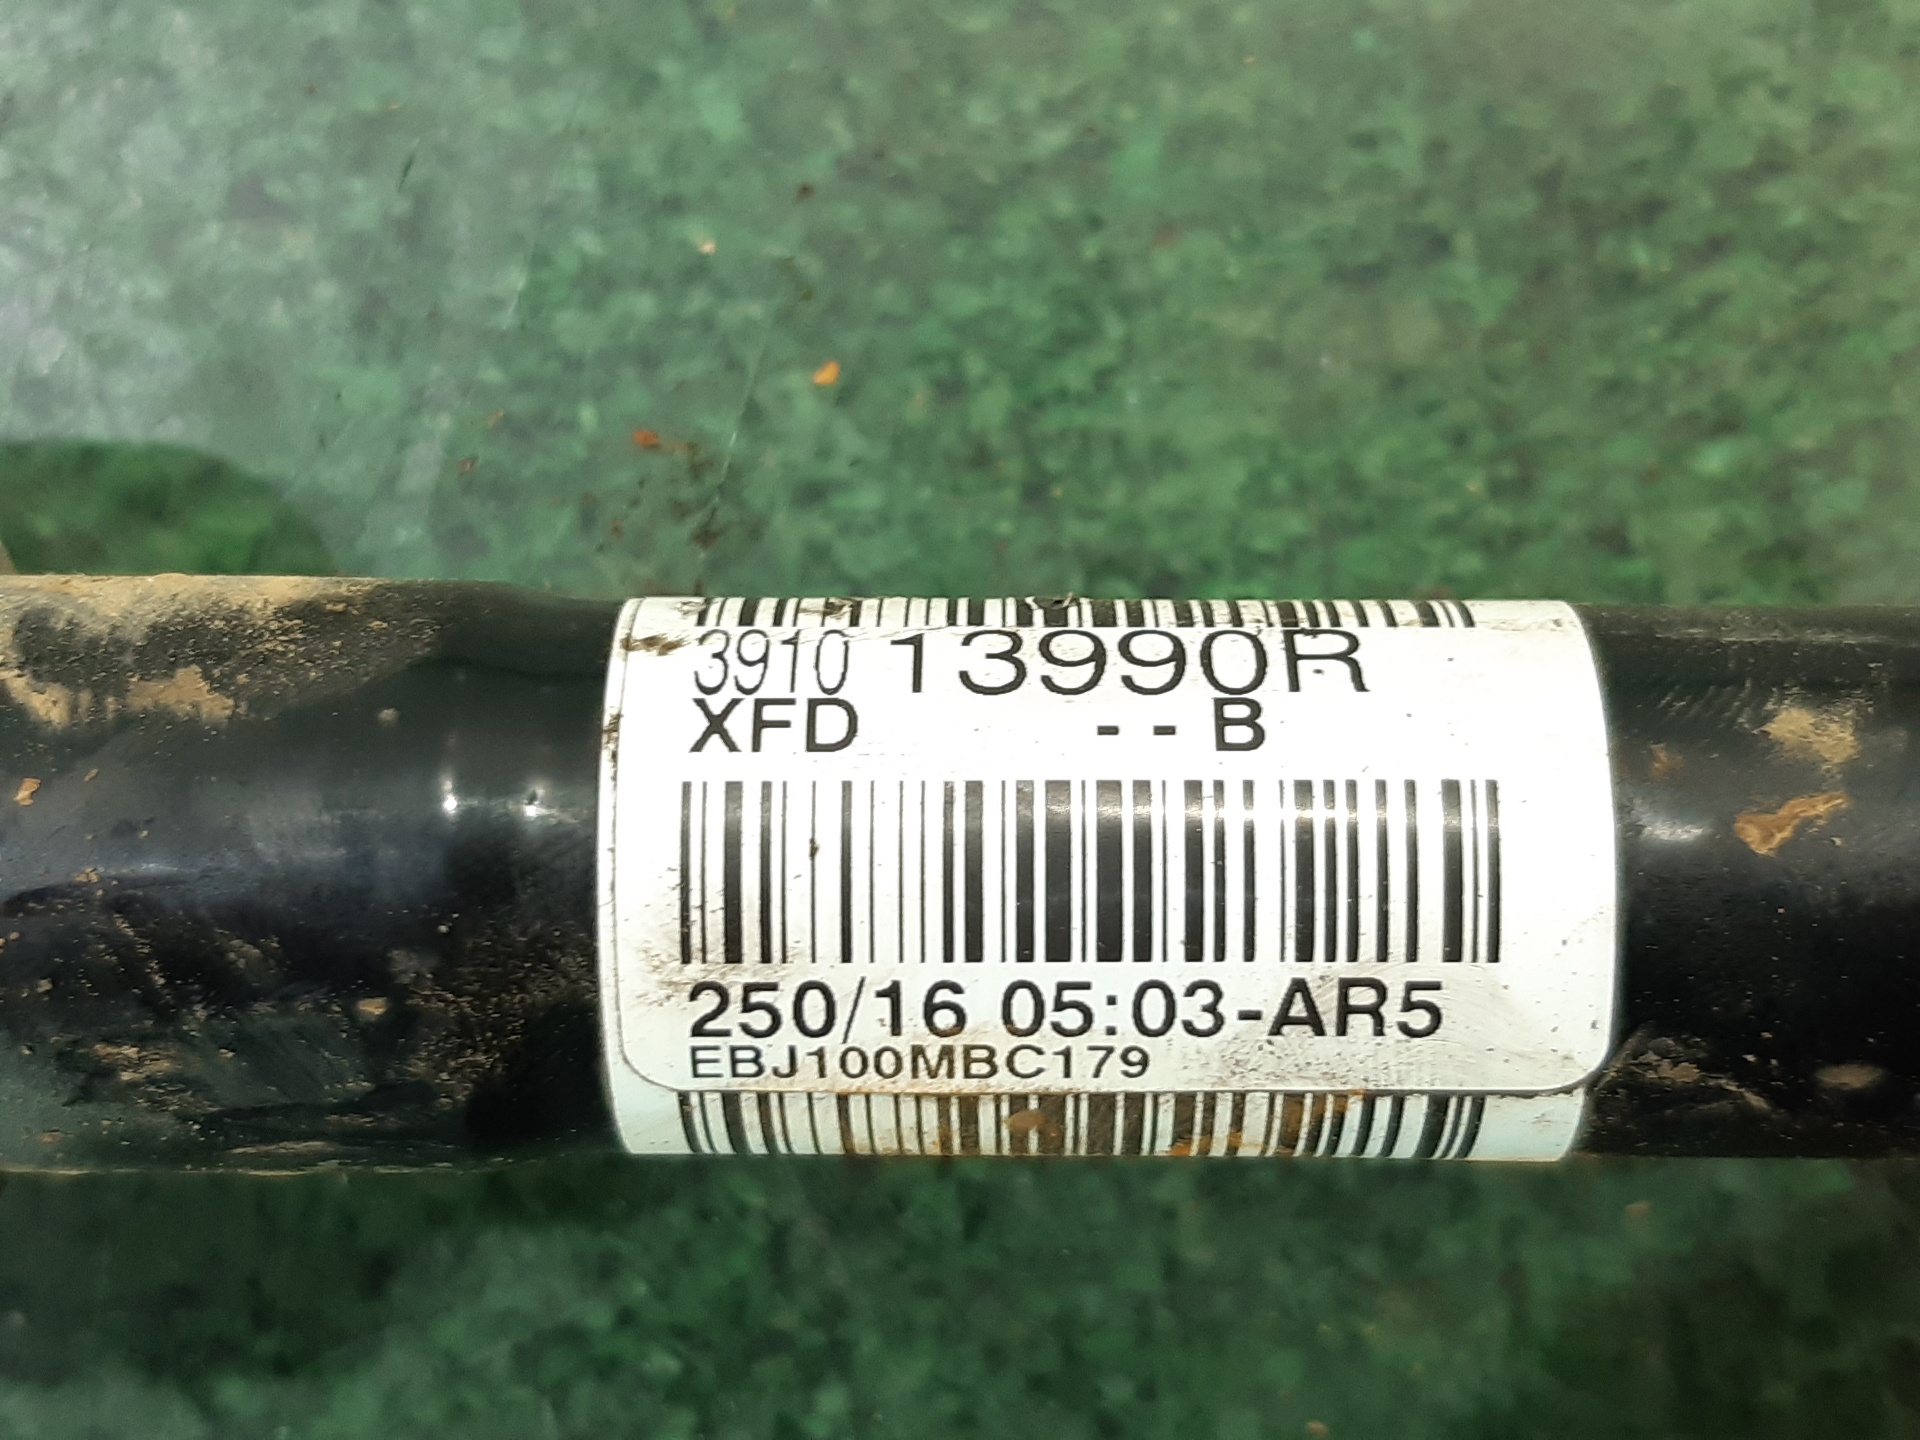 3910 13990R
XFD - - B
250/16 05:03-AR5
EBJ100MBC179